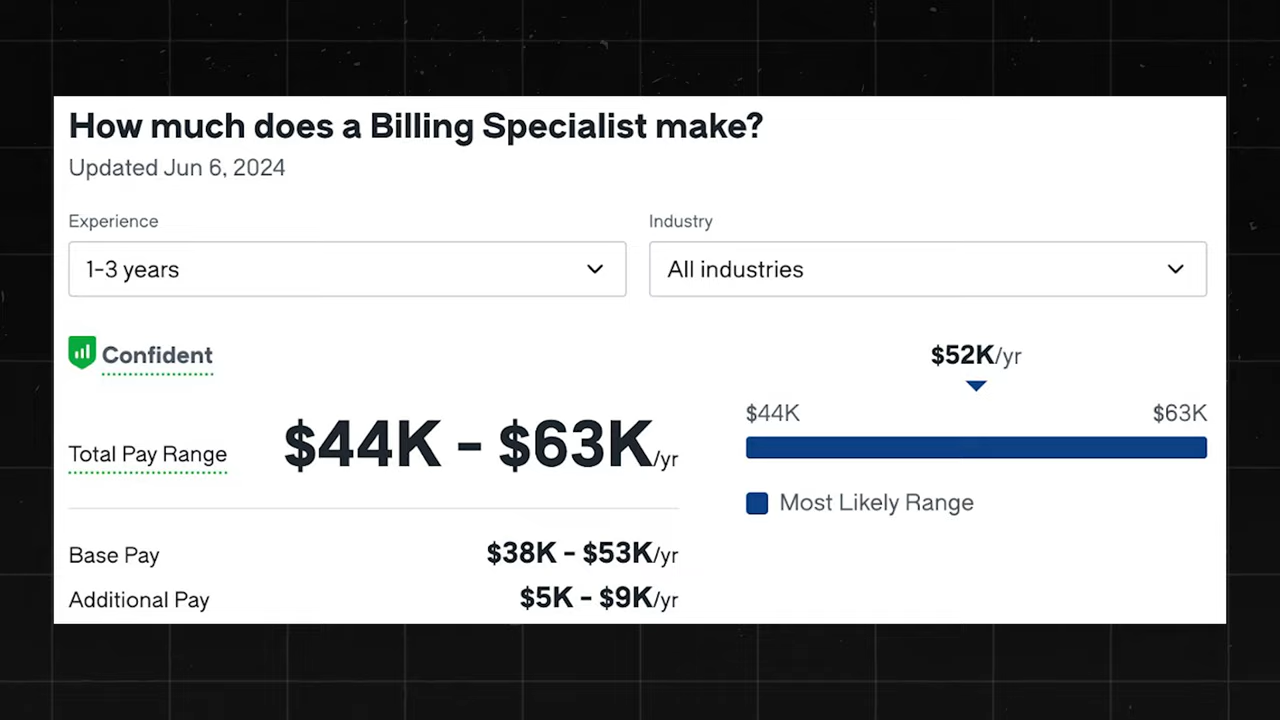 How much does a Billing Specialist make?
Updated Jun 6, 2024
Experience
Industry
1-3 years
All industries
Confident
$52K/yr
$44K
$63K
Total Pay Range
$44K - $63K/yr
Most Likely Range
Base Pay
$38K - $53K/yr
Additional Pay
$5K - $9K/yr